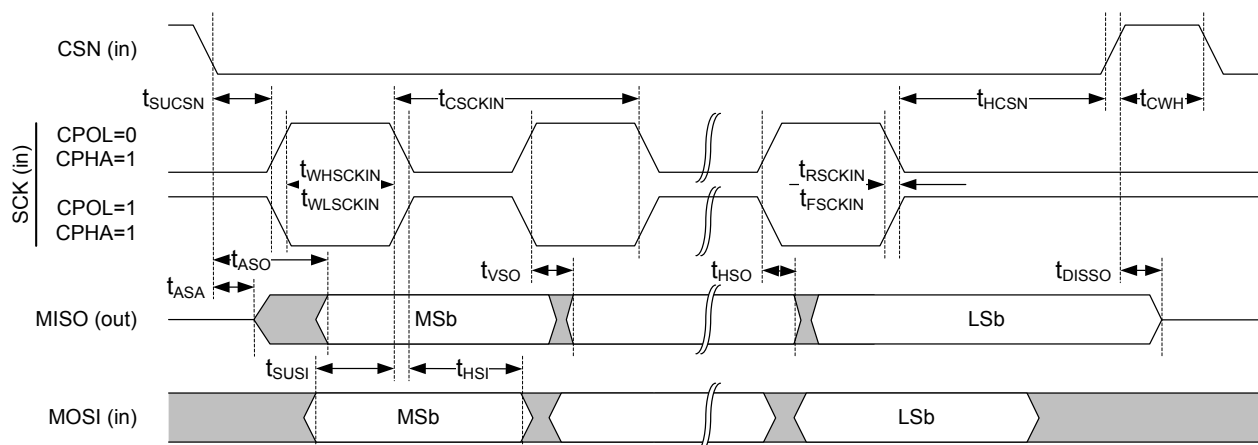 CSN (in)
tSUCSN
tCSCKIN
tHCSN
tCWH
SCK (in)
CPOL=0
CPHA=1
tWHSCKIN
tWLSCKIN
tRSCKIN
tFSCKIN
CPOL=1
CPHA=1
tASO
tASA
tVSO
tHSO
tDISSO
MISO (out)
MSb
LSb
tSUSI
tHSI
MOSI (in)
MSb
LSb